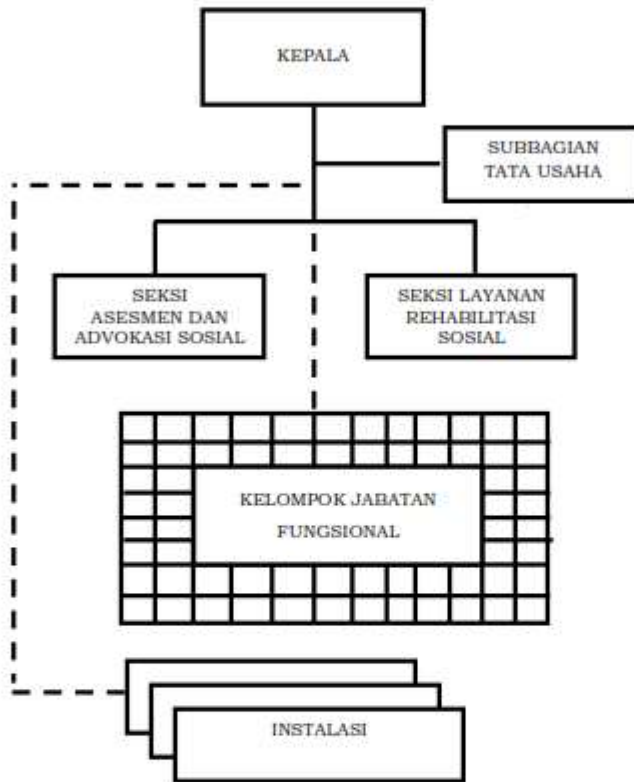 KEPALA
SUBBAGIAN
TATA USAHA
SEKSI
ASESMEN DAN
ADVOKASI SOSIAL
SEKSI LAYANAN
REHABILITASI
SOSIAL
KELOMPOK JABATAN
FUNGSIONAL
INSTALASI